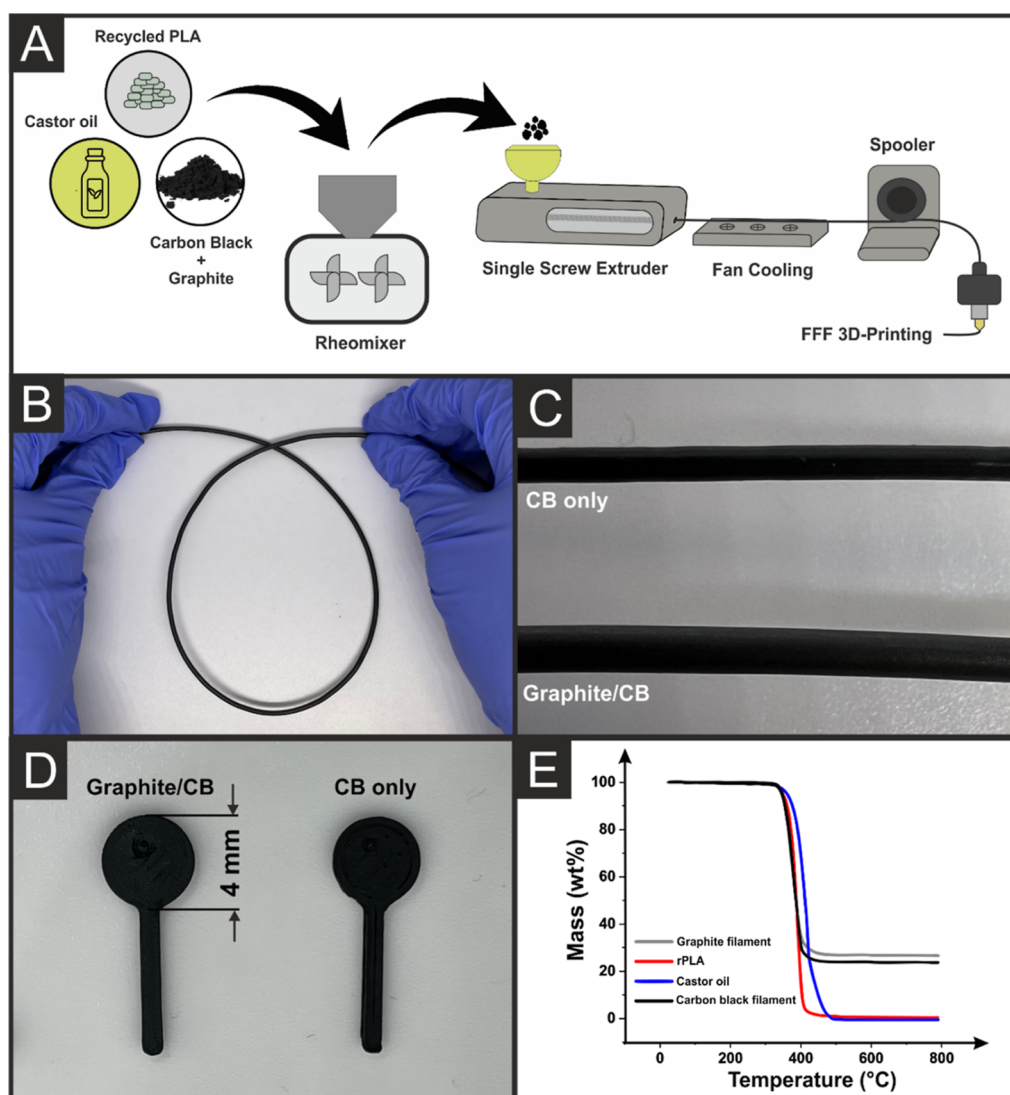 A
Recycled PLA
Castor oil
Carbon Black
+
Graphite
Rheomixer
Single Screw Extruder
Fan Cooling
Spooler
FFF 3D-Printing
B
C
CB only
Graphite/CB
D
Graphite/CB
CB only
4 mm
E
Mass (wt%)
100
80
60
40
20
0
Graphite filament
rPLA
Castor oil
Carbon black filament
0 200 400 600 800
Temperature (°C)